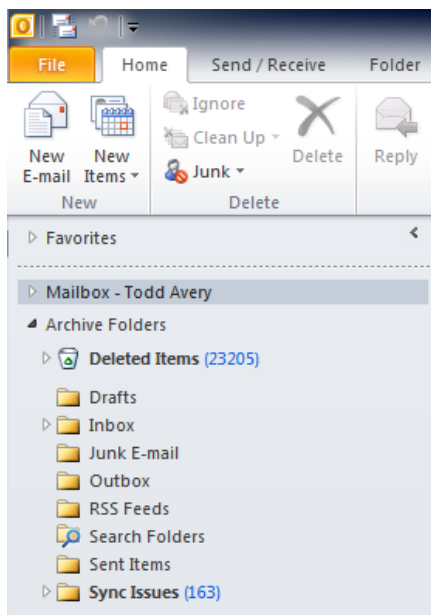 File Home Send / Receive Folder
Ignore
Clean Up
Junk
New E-mail
New Items
Delete
Reply
New
Delete
Favorites
Mailbox - Todd Avery
Archive Folders
Deleted Items (23205)
Drafts
Inbox
Junk E-mail
Outbox
RSS Feeds
Search Folders
Sent Items
Sync Issues (163)